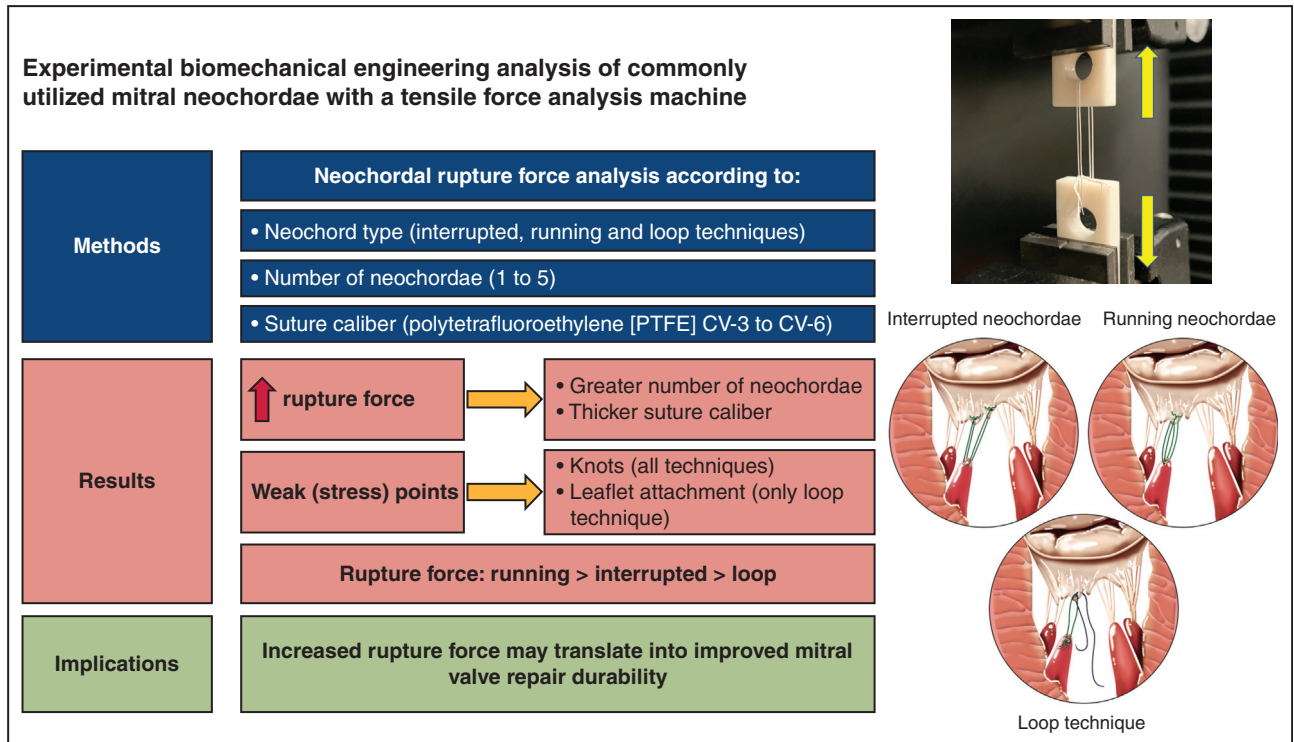 Experimental biomechanical engineering analysis of commonly
utilized mitral neochordae with a tensile force analysis machine
Methods
Neochordal rupture force analysis according to:
• Neochord type (interrupted, running and loop techniques)
• Number of neochordae (1 to 5)
• Suture caliber (polytetrafluoroethylene [PTFE] CV-3 to CV-6)
Results
rupture force
• Greater number of neochordae
• Thicker suture caliber
Weak (stress) points
• Knots (all techniques)
• Leaflet attachment (only loop
technique)
Rupture force: running > interrupted > loop
Implications
Increased rupture force may translate into improved mitral
valve repair durability
Interrupted neochordae
Running neochordae
Loop technique